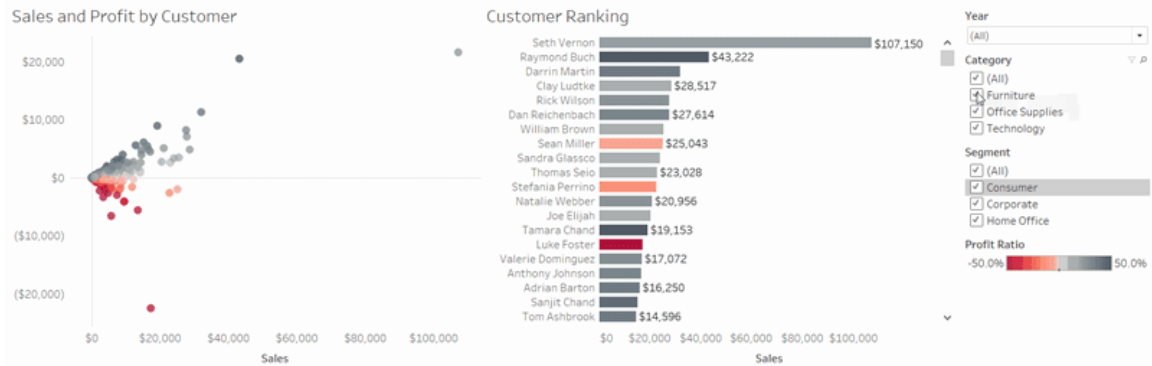 Sales and Profit by Customer
$20,000
$10,000
$0
($10,000)
($20,000)
$0 $20,000 $40,000 $60,000 $80,000 $100,000
Sales
Customer Ranking
Seth Vernon $107,150
Raymond Buch $43,222
Darrin Martin
Clay Ludtke $28,517
Rick Wilson
Dan Reichenbach $27,614
William Brown
Sean Miller $25,043
Sandra Glassco
Thomas Seio $23,028
Stefania Perrino
Natalie Webber $20,956
Joe Elijah
Tamara Chand $19,153
Luke Foster
Valerie Dominguez $17,072
Anthony Johnson
Adrian Barton $16,250
Sanjit Chand
Tom Ashbrook $14,596
$0 $20,000 $40,000 $60,000 $80,000 $100,000
Sales
Year
(All)
Category
(All)
Furniture
Office Supplies
Technology
Segment
(All)
Consumer
Corporate
Home Office
Profit Ratio
-50.0% 50.0%